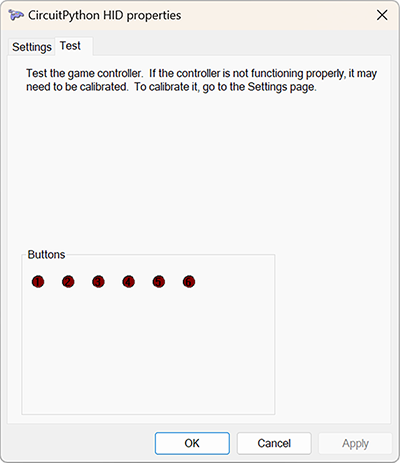 CircuitPython HID properties
Settings Test
Test the game controller. If the controller is not functioning properly, it may
need to be calibrated. To calibrate it, go to the Settings page.
Buttons
1 2 3 4 5 6
OK Cancel Apply